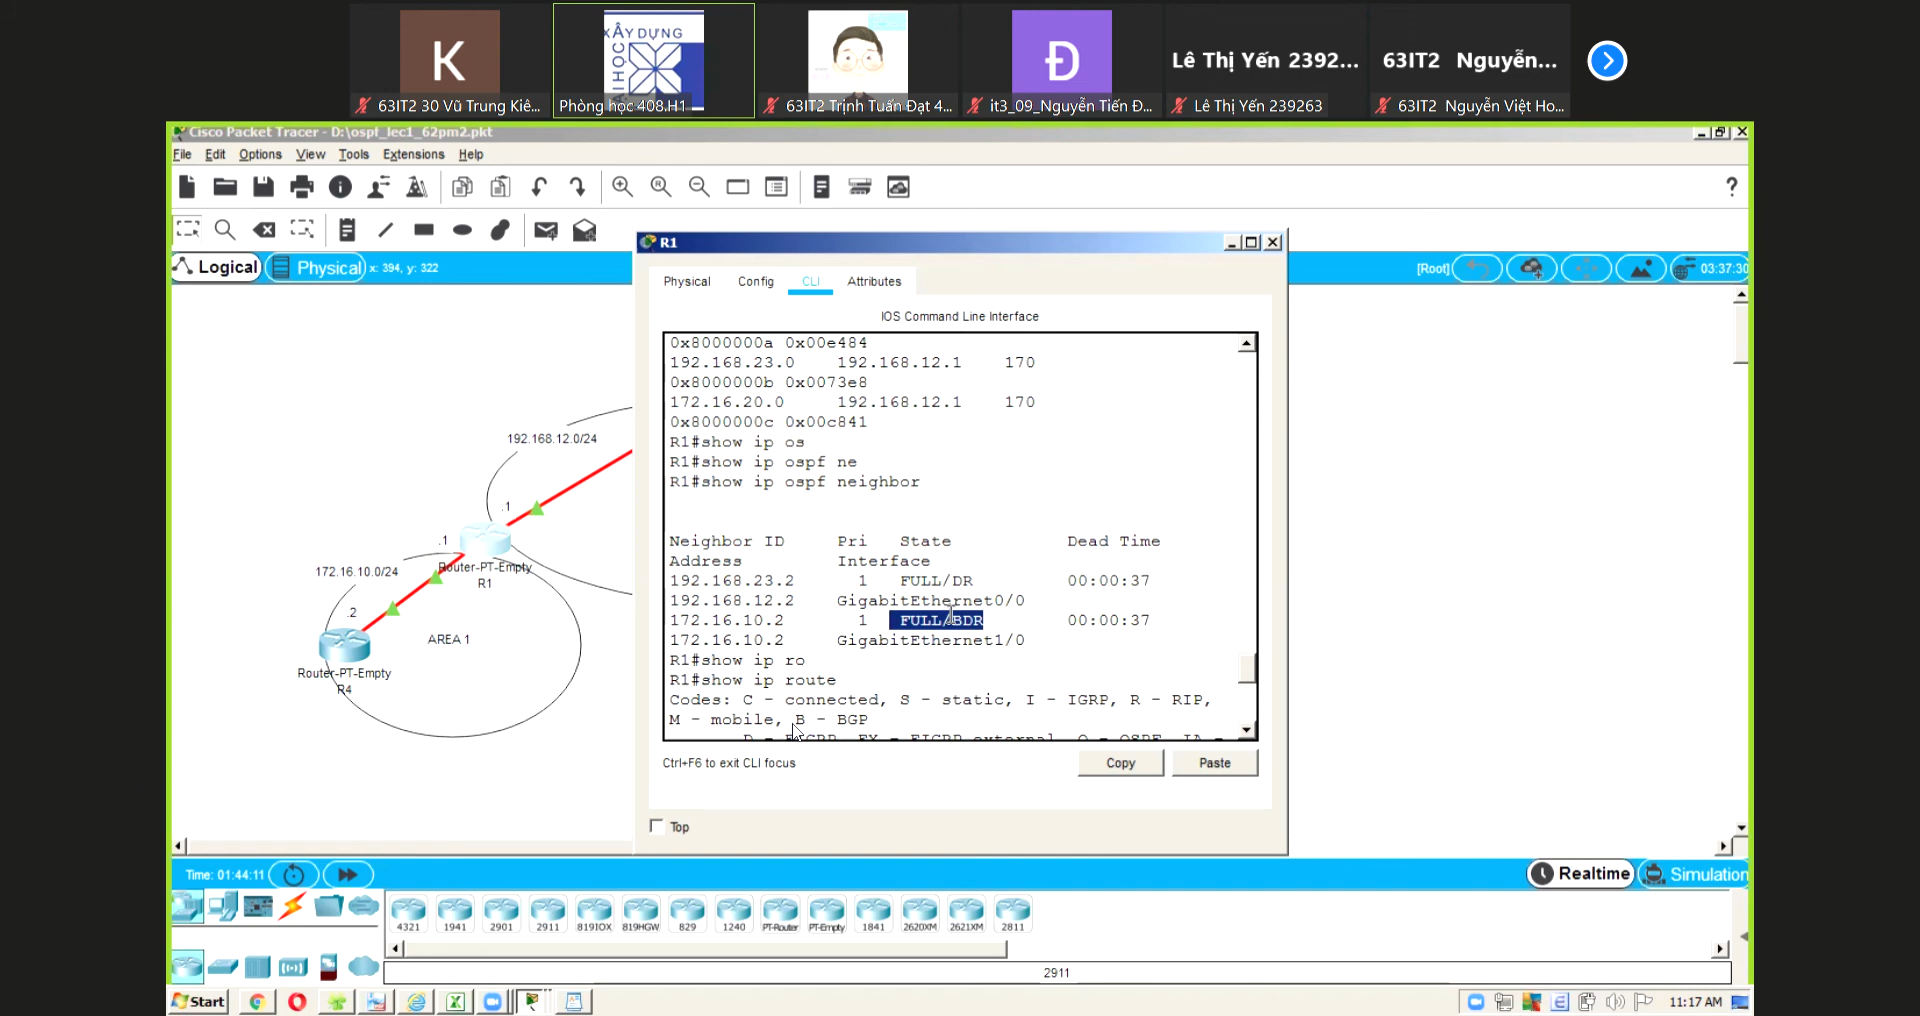 K
XÂY DỰNG
Đ
Lê Thị Yến 2392...
63IT2 Nguyễn...
63IT2 30 Vũ Trung Kiê...
Phòng học 408.H1
63IT2 Trịnh Tuấn Đạt 4...
it3_09_Nguyễn Tiến Đ...
Lê Thị Yến 239263
63IT2 Nguyễn Việt Ho...
Cisco Packet Tracer - D:\ospf_lec1_62pm2.pkt
File Edit Options View Tools Extensions Help
?
Logical
Physical
x: 394, y: 322
[Root]
03:37:30
R1
Physical Config CLI Attributes
IOS Command Line Interface
0x8000000a 0x00e484
192.168.23.0 192.168.12.1 170
0x8000000b 0x0073e8
172.16.20.0 192.168.12.1 170
0x8000000c 0x00c841
R1#show ip os
R1#show ip ospf ne
R1#show ip ospf neighbor
Neighbor ID Pri State Dead Time
Address Interface
192.168.23.2 1 FULL/DR 00:00:37
192.168.12.2 GigabitEthernet0/0
172.16.10.2 1 FULL/BDR 00:00:37
172.16.10.2 GigabitEthernet1/0
R1#show ip ro
R1#show ip route
Codes: C - connected, S - static, I - IGRP, R - RIP,
M - mobile, B - BGP
D - EIGRP, EX - EIGRP external, O - OSPF, IA -
Ctrl+F6 to exit CLI focus
Copy
Paste
Top
192.168.12.0/24
.1
.1
172.16.10.0/24
Router-PT-Empty
R1
.2
AREA 1
Router-PT-Empty
R4
Time: 01:44:11
Realtime
Simulation
4321 1941 2901 2911 819IOX 819HGW 829 1240 PT-Router PT-Empty 1841 2620XM 2621XM 2811
2911
Start
11:17 AM